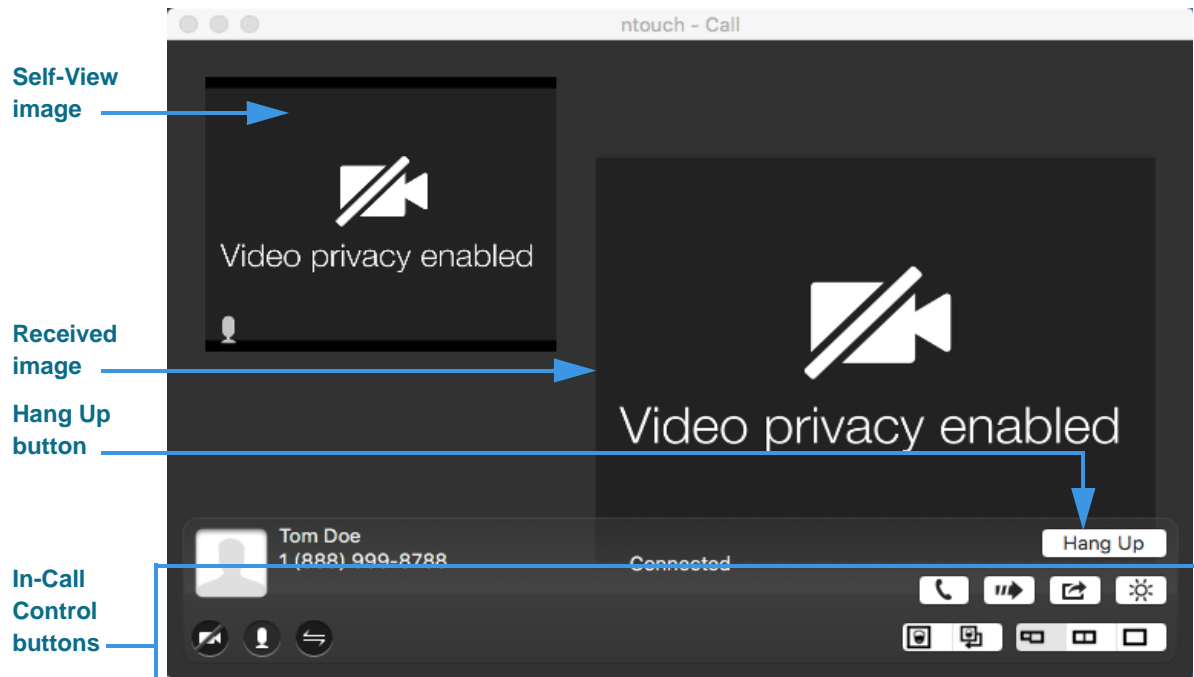 ntouch - Call
Self-View
image
Video privacy enabled
Received
image
Video privacy enabled
Hang Up
button
Tom Doe
1 (888) 999-8788
Connected
Hang Up
In-Call
Control
buttons